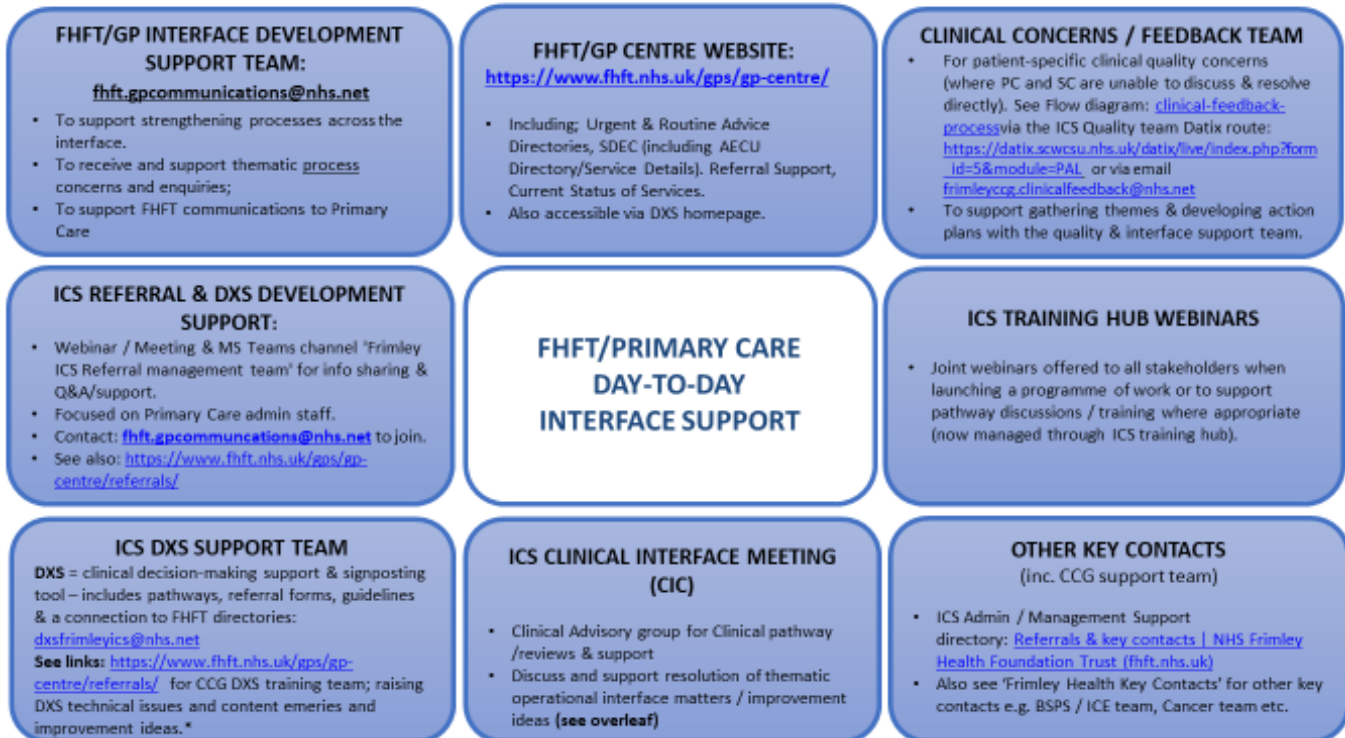 FHFT/GP INTERFACE DEVELOPMENT
SUPPORT TEAM:
fhft.gpcommunications@nhs.net
• To support strengthening processes across the
interface.
• To receive and support thematic process
concerns and enquiries;
• To support FHFT communications to Primary
Care
FHFT/GP CENTRE WEBSITE:
https://www.fhft.nhs.uk/gps/gp-centre/
• Including; Urgent & Routine Advice
Directories, SDEC (including AECU
Directory/Service Details). Referral Support,
Current Status of Services.
• Also accessible via DXS homepage.
CLINICAL CONCERNS / FEEDBACK TEAM
• For patient-specific clinical quality concerns
(where PC and SC are unable to discuss & resolve
directly). See Flow diagram: clinical-feedback-
processvia the ICS Quality team Datix route:
https://datix.scwcsu.nhs.uk/datix/live/index.php?form
_id=5&module=PAL or via email
frimleyccg.clinicalfeedback@nhs.net
• To support gathering themes & developing action
plans with the quality & interface support team.
ICS REFERRAL & DXS DEVELOPMENT
SUPPORT:
• Webinar / Meeting & MS Teams channel 'Frimley
ICS Referral management team' for info sharing &
Q&A/support.
• Focused on Primary Care admin staff.
• Contact: fhft.gpcommuncations@nhs.net to join.
• See also: https://www.fhft.nhs.uk/gps/gp-
centre/referrals/
FHFT/PRIMARY CARE
DAY-TO-DAY
INTERFACE SUPPORT
ICS TRAINING HUB WEBINARS
• Joint webinars offered to all stakeholders when
launching a programme of work or to support
pathway discussions / training where appropriate
(now managed through ICS training hub).
ICS DXS SUPPORT TEAM
DXS = clinical decision-making support & signposting
tool – includes pathways, referral forms, guidelines
& a connection to FHFT directories:
dxsfrimleyics@nhs.net
See links: https://www.fhft.nhs.uk/gps/gp-
centre/referrals/ for CCG DXS training team; raising
DXS technical issues and content emeries and
improvement ideas.*
ICS CLINICAL INTERFACE MEETING
(CIC)
• Clinical Advisory group for Clinical pathway
/reviews & support
• Discuss and support resolution of thematic
operational interface matters / improvement
ideas (see overleaf)
OTHER KEY CONTACTS
(inc. CCG support team)
• ICS Admin / Management Support
directory: Referrals & key contacts | NHS Frimley
Health Foundation Trust (fhft.nhs.uk)
• Also see 'Frimley Health Key Contacts' for other key
contacts e.g. BSPS / ICE team, Cancer team etc.